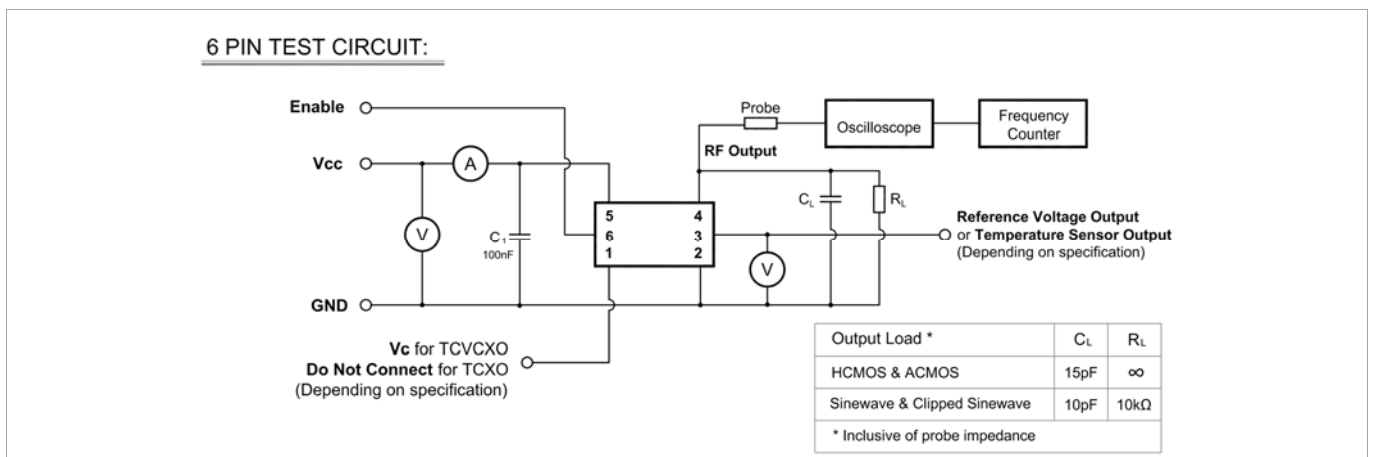 6 PIN TEST CIRCUIT:
Enable
Vcc
GND
A
V
C1
100nF
5
6
1
4
3
2
Probe
Oscilloscope
Frequency
Counter
RF Output
CL
RL
V
Reference Voltage Output
or Temperature Sensor Output
(Depending on specification)
Vc for TCVCXO
Do Not Connect for TCXO
(Depending on specification)
Output Load * CL RL
HCMOS & ACMOS 15pF ∞
Sinewave & Clipped Sinewave 10pF 10kΩ
* Inclusive of probe impedance